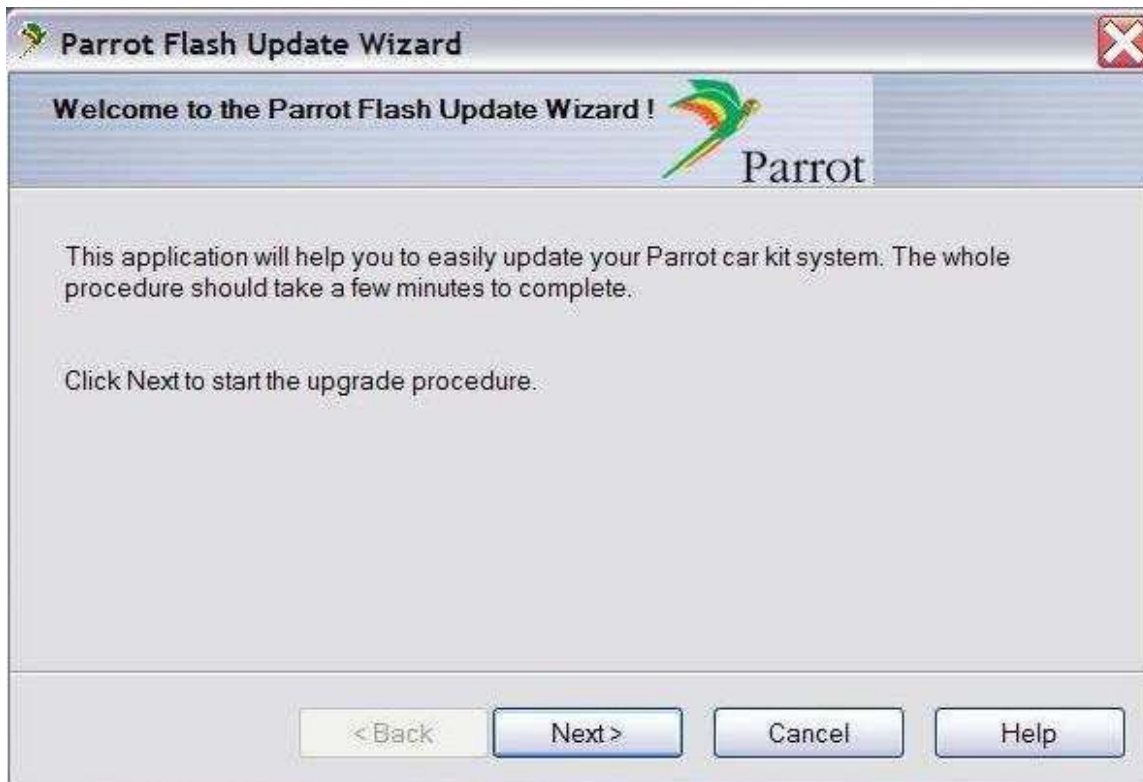 Parrot Flash Update Wizard
Welcome to the Parrot Flash Update Wizard !
Parrot
This application will help you to easily update your Parrot car kit system. The whole
procedure should take a few minutes to complete.
Click Next to start the upgrade procedure.
< Back
Next >
Cancel
Help